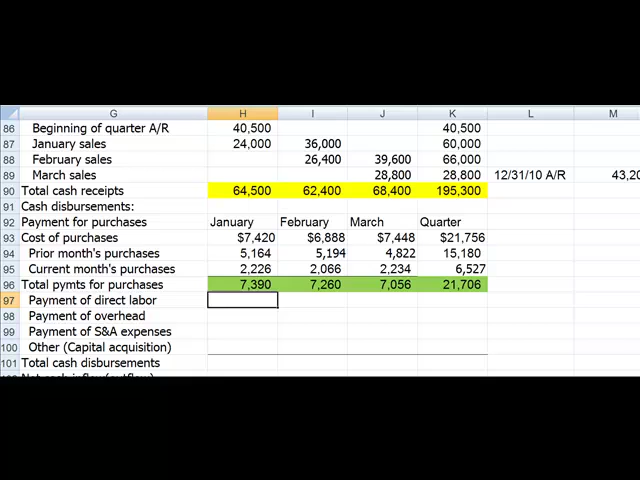 G H I J K L M
86 Beginning of quarter A/R 40,500 40,500
87 January sales 24,000 36,000 60,000
88 February sales 26,400 39,600 66,000
89 March sales 28,800 28,800 12/31/10 A/R 43,20
90 Total cash receipts 64,500 62,400 68,400 195,300
91 Cash disbursements:
92 Payment for purchases January February March Quarter
93 Cost of purchases $7,420 $6,888 $7,448 $21,756
94 Prior month's purchases 5,164 5,194 4,822 15,180
95 Current month's purchases 2,226 2,066 2,234 6,527
96 Total pymts for purchases 7,390 7,260 7,056 21,706
97 Payment of direct labor
98 Payment of overhead
99 Payment of S&A expenses
100 Other (Capital acquisition)
101 Total cash disbursements